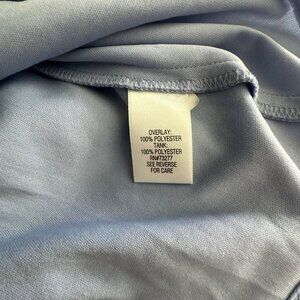 OVERLAY:
100% POLYESTER
TANK:
100% POLYESTER
RN#73277
SEE REVERSE
FOR CARE